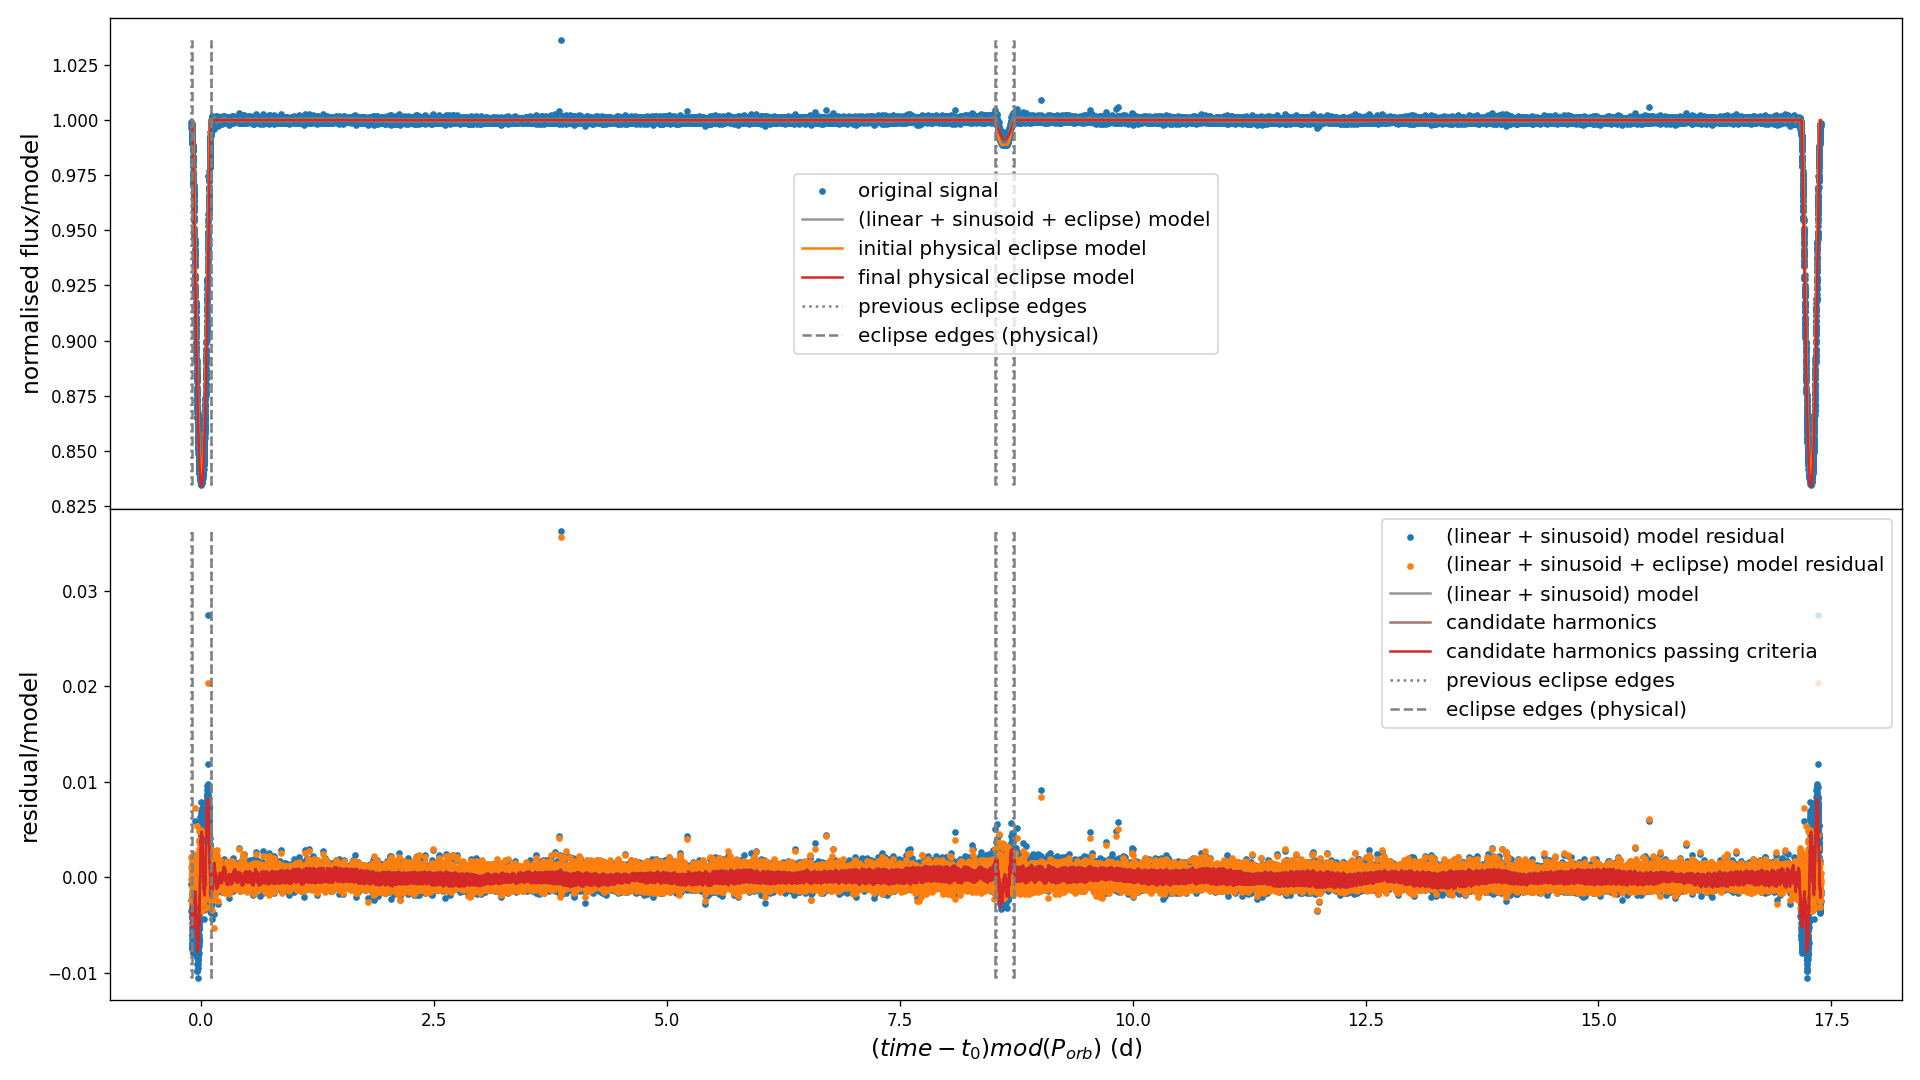 normalised flux/model
1.025
1.000
0.975
0.950
0.925
0.900
0.875
0.850
0.825
original signal
(linear + sinusoid + eclipse) model
initial physical eclipse model
final physical eclipse model
previous eclipse edges
eclipse edges (physical)
residual/model
0.03
0.02
0.01
0.00
−0.01
(linear + sinusoid) model residual
(linear + sinusoid + eclipse) model residual
(linear + sinusoid) model
candidate harmonics
candidate harmonics passing criteria
previous eclipse edges
eclipse edges (physical)
0.0 2.5 5.0 7.5 10.0 12.5 15.0 17.5
(time − t₀)mod(Pₒᵣb) (d)